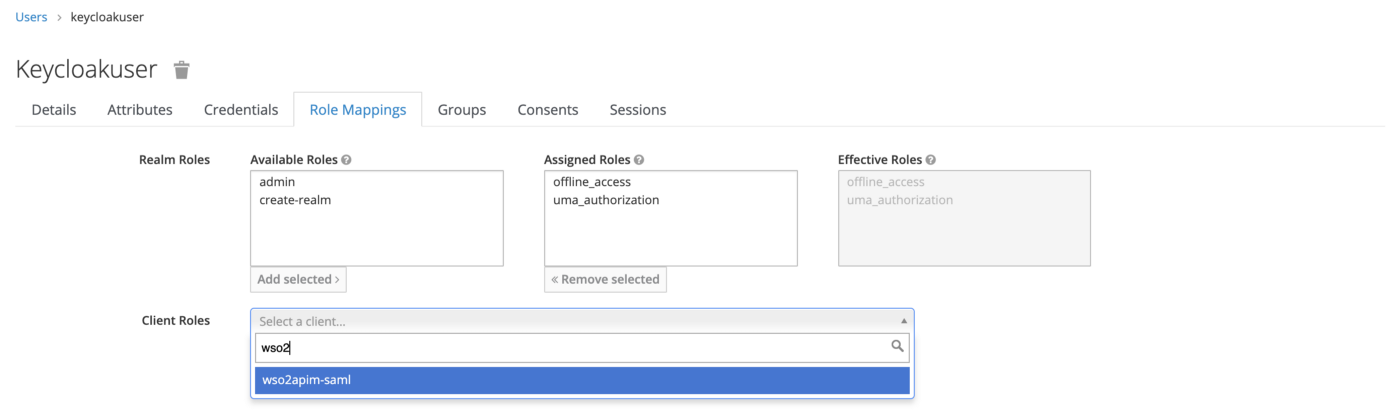 Users > keycloakuser
Keycloakuser
Details Attributes Credentials Role Mappings Groups Consents Sessions
Realm Roles Available Roles Assigned Roles Effective Roles
admin offline_access offline_access
create-realm uma_authorization uma_authorization
Add selected > « Remove selected
Client Roles Select a client...
wso2
wso2apim-saml